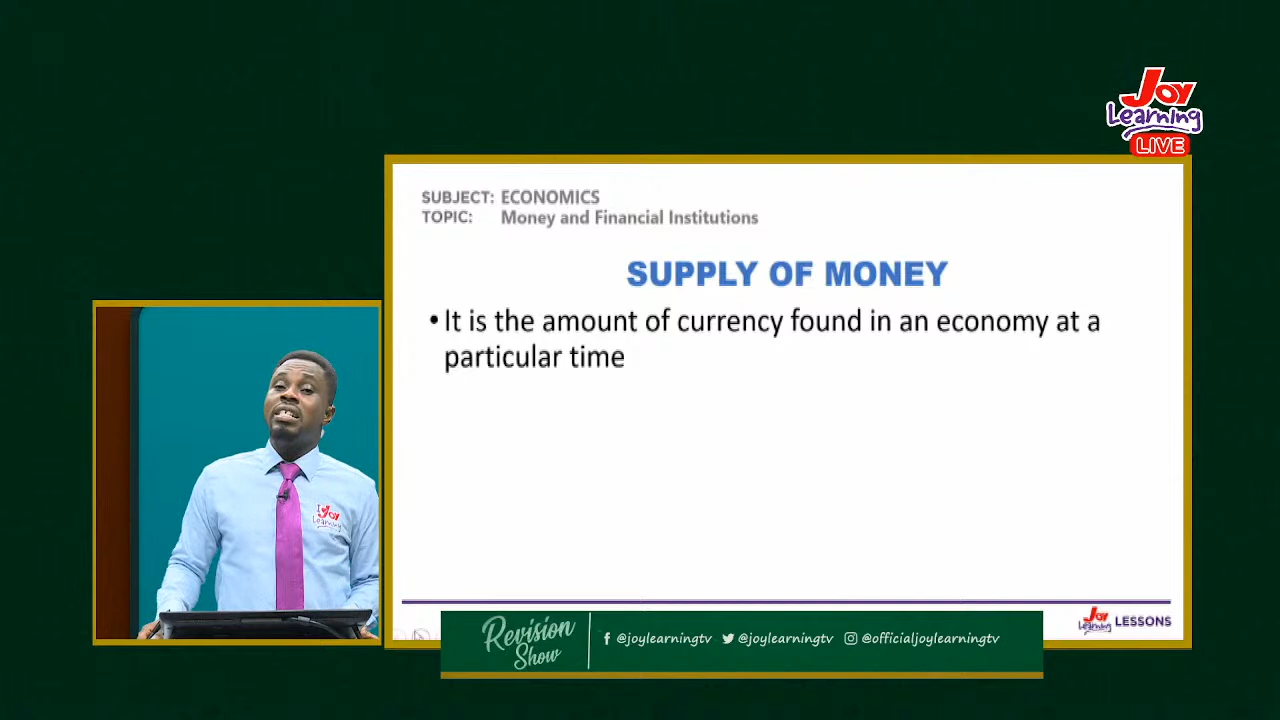 Joy
Learning
LIVE
SUBJECT: ECONOMICS
TOPIC: Money and Financial Institutions
SUPPLY OF MONEY
• It is the amount of currency found in an economy at a
particular time
Joy
Learning
Revision
Show
@joylearningtv @joylearningtv @officialjoylearningtv
Joy
Learning LESSONS